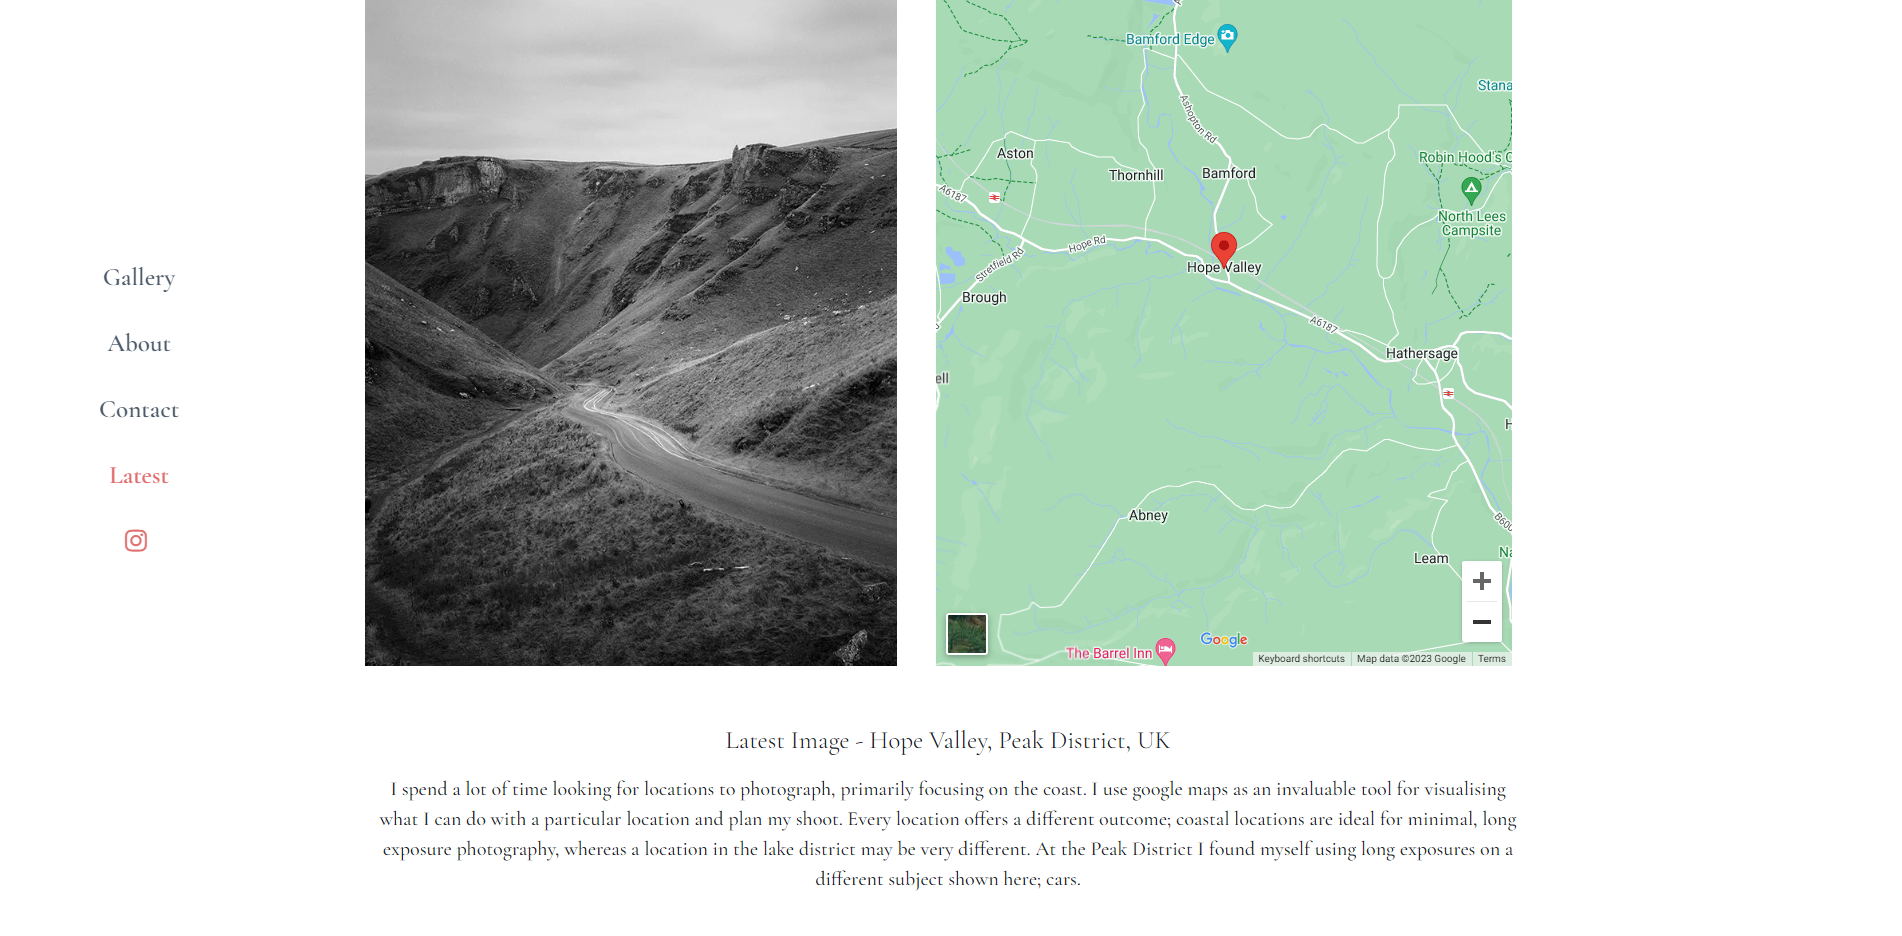 Gallery
About
Contact
Latest
Bamford Edge
Stana
Ashopton Rd
Robin Hood's C
Aston
Thornhill
Bamford
A6187
North Lees
Campsite
Hope Rd
Stretfield Rd
Hope Valley
Brough
A6187
Hathersage
ell
H
Abney
B600
Na
Leam
The Barrel Inn
Google
Keyboard shortcuts
Map data ©2023 Google
Terms
Latest Image - Hope Valley, Peak District, UK
I spend a lot of time looking for locations to photograph, primarily focusing on the coast. I use google maps as an invaluable tool for visualising
what I can do with a particular location and plan my shoot. Every location offers a different outcome; coastal locations are ideal for minimal, long
exposure photography, whereas a location in the lake district may be very different. At the Peak District I found myself using long exposures on a
different subject shown here; cars.